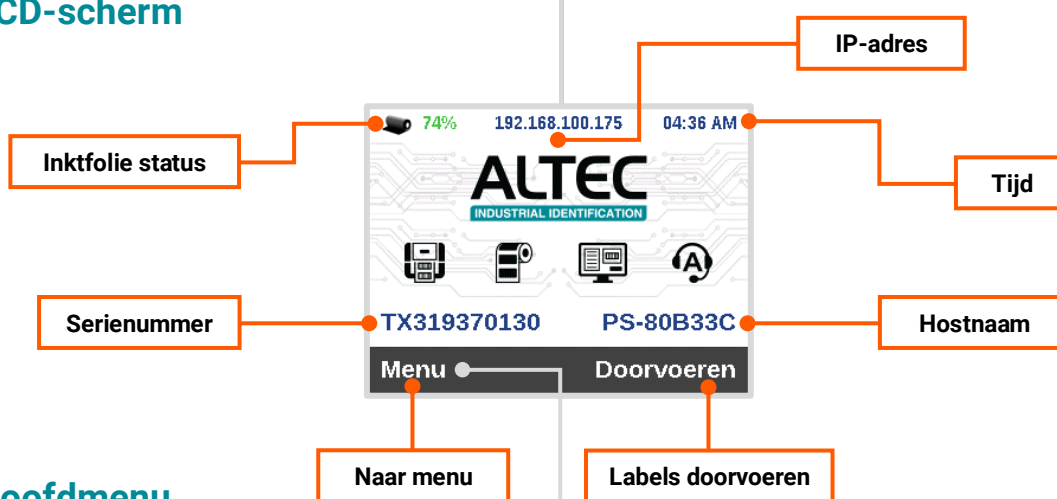 CD-scherm
IP-adres
74% 192.168.100.175 04:36 AM
Inktfolie status
ALTEC
INDUSTRIAL IDENTIFICATION
Tijd
A
TX319370130 PS-80B33C
Serienummer
Hostnaam
Menu Doorvoeren
Naar menu
Labels doorvoeren
oofdmenu